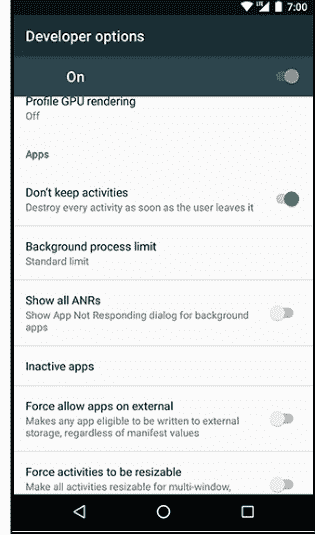 LTE 7:00
Developer options
On
Profile GPU rendering
Off
Apps
Don't keep activities
Destroy every activity as soon as the user leaves it
Background process limit
Standard limit
Show all ANRs
Show App Not Responding dialog for background
apps
Inactive apps
Force allow apps on external
Makes any app eligible to be written to external
storage, regardless of manifest values
Force activities to be resizable
Make all activities resizable for multi-window,